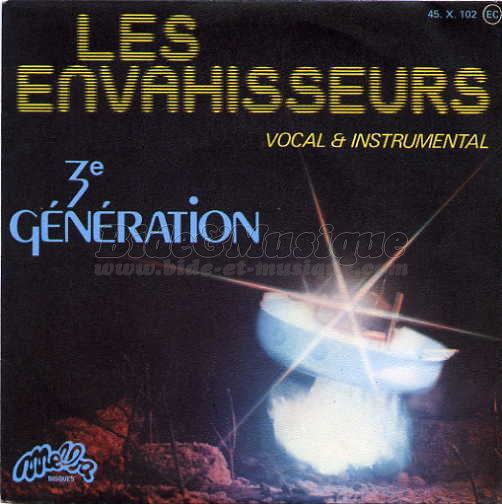 45. X. 102 EC
LES
ENVAHISSEURS
VOCAL & INSTRUMENTAL
3e
GÉNÉRATION
Bide&Musique
www.bide-et-musique.com
DISQUES